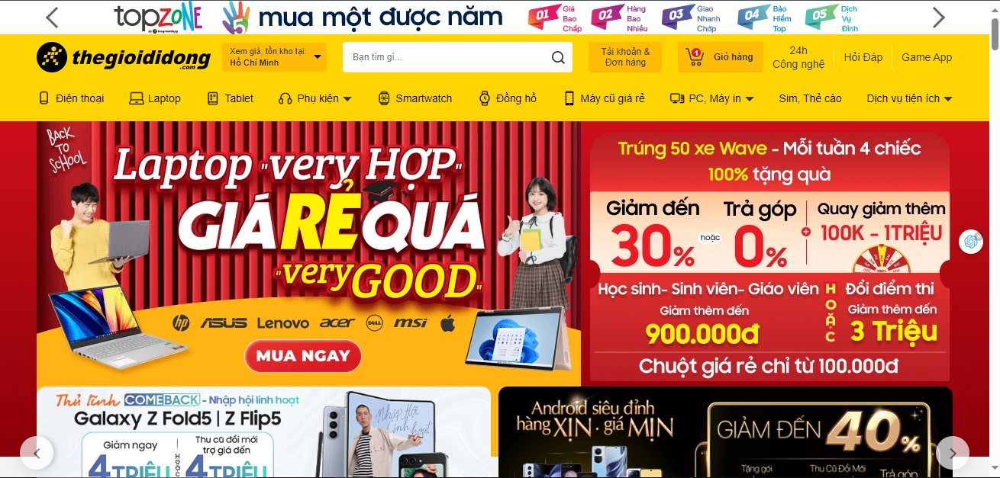 topzone
by thegioididong
mua một được năm
01 Giá Bao Chấp
02 Hàng Bao Nhiều
03 Giao Nhanh Chớp
04 Bảo Hiểm Top
05 Dịch Vụ Đỉnh
thegioididong
.com
Xem giá, tồn kho tại:
Hồ Chí Minh
Bạn tìm gì...
Tài khoản &
Đơn hàng
1
Giỏ hàng
24h
Công nghệ
Hỏi Đáp
Game App
Điện thoại
Laptop
Tablet
Phụ kiện
Smartwatch
Đồng hồ
Máy cũ giá rẻ
PC, Máy in
Sim, Thẻ cào
Dịch vụ tiện ích
BACK
TO
SCHOOL
Laptop "very HỢP"
GIÁ RẺ QUÁ
"very GOOD"
hp ASUS Lenovo acer DELL msi
MUA NGAY
Trúng 50 xe Wave - Mỗi tuần 4 chiếc
100% tặng quà
Giảm đến
30%
hoặc
Trả góp
0%
Quay giảm thêm
100K - 1TRIỆU
Học sinh- Sinh viên- Giáo viên
Giảm thêm đến
900.000đ
HOẶC
Đổi điểm thi
Giảm thêm đến
3 Triệu
Chuột giá rẻ chỉ từ 100.000đ
Thủ lĩnh COMEBACK - Nhập hội linh hoạt
Galaxy Z Fold5 | Z Flip5
Giảm ngay
4 TRIỆU
Hoặc
Thu cũ đổi mới
trợ giá đến
4 TRIỆU
Nhập Hội
Linh hoạt
Android siêu đỉnh
hàng XỊN . giá MỊN
GIẢM ĐẾN 40%
Tặng gói
Thu Cũ Đổi Mới
Trả góp